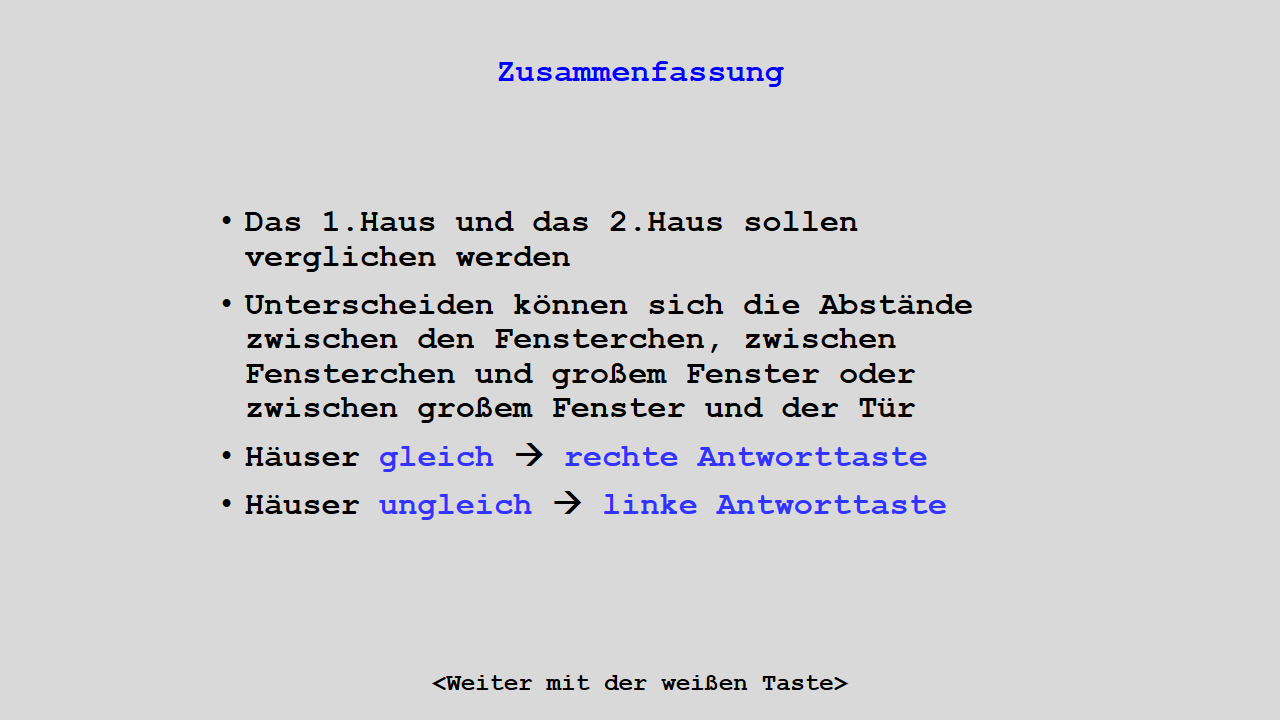 Zusammenfassung
• Das 1.Haus und das 2.Haus sollen
verglichen werden
• Unterscheiden können sich die Abstände
zwischen den Fensterchen, zwischen
Fensterchen und großem Fenster oder
zwischen großem Fenster und der Tür
• Häuser gleich → rechte Antworttaste
• Häuser ungleich → linke Antworttaste
<Weiter mit der weißen Taste>